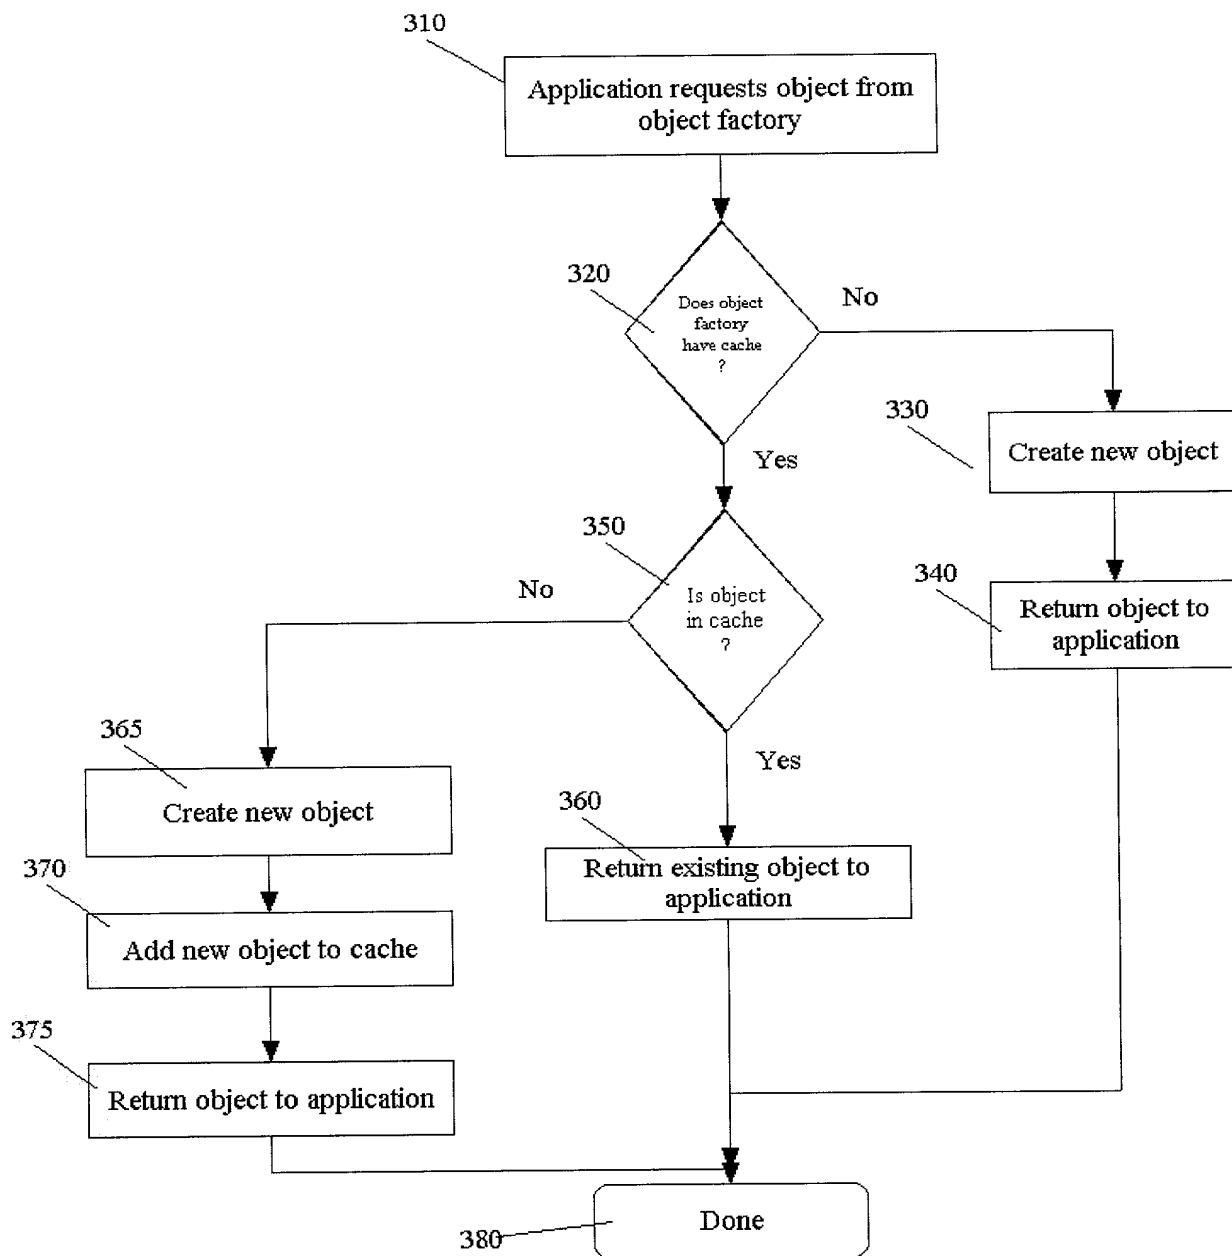 310
Application requests object from
object factory
320
Does object
factory
have cache
?
No
Yes
330
Create new object
340
Return object to
application
350
Is object
in cache
?
No
Yes
365
Create new object
370
Add new object to cache
375
Return object to application
360
Return existing object to
application
380
Done